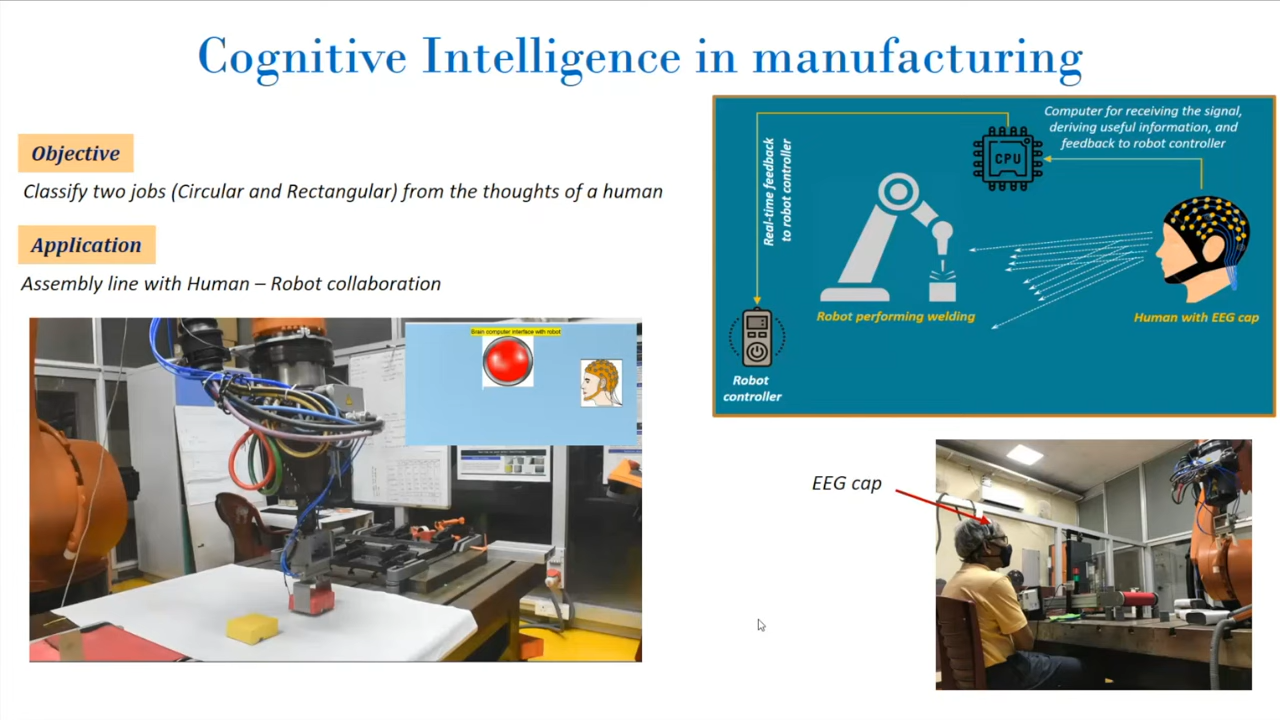 Cognitive Intelligence in manufacturing
Objective
Classify two jobs (Circular and Rectangular) from the thoughts of a human
Application
Assembly line with Human – Robot collaboration
Brain computer interface with robot
Computer for receiving the signal,
deriving useful information, and
feedback to robot controller
CPU
Real-time feedback
to robot controller
Robot performing welding
Human with EEG cap
Robot
controller
EEG cap